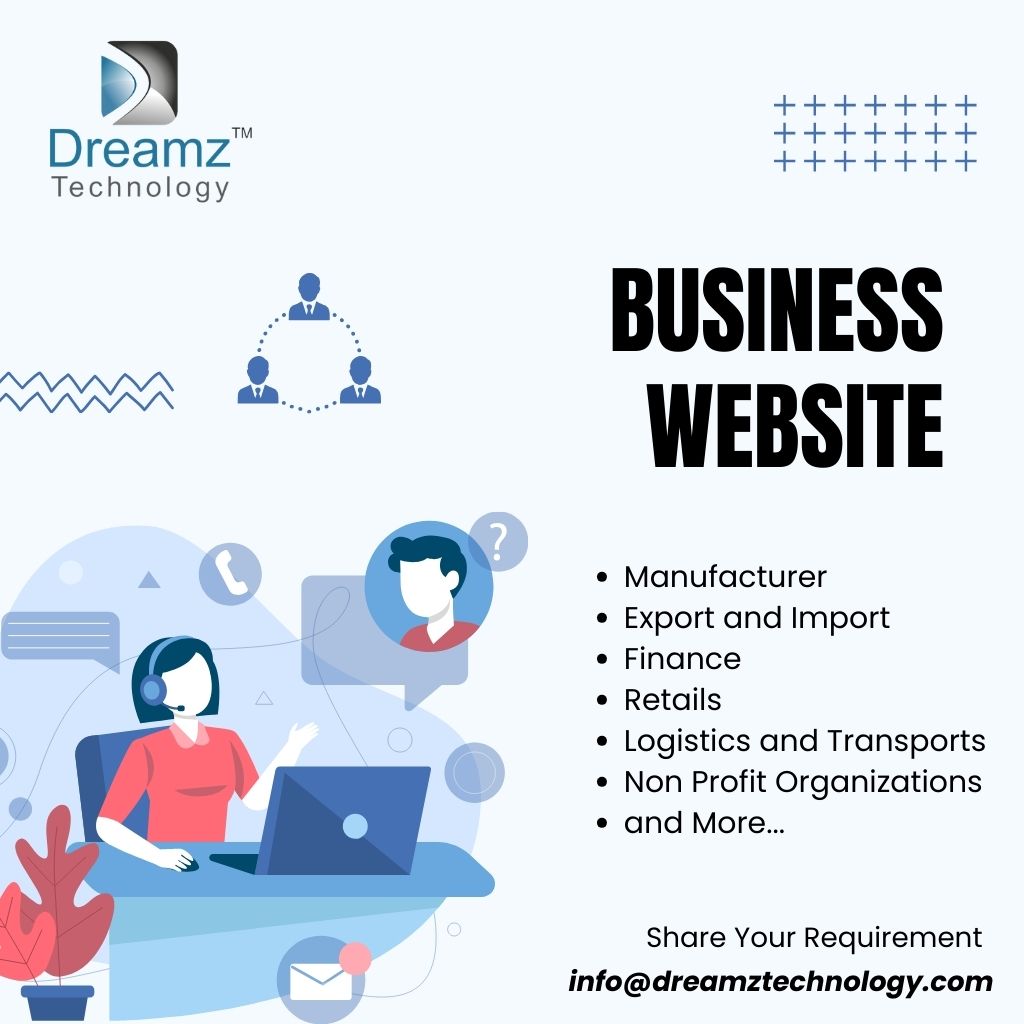 Dreamz™
Technology
BUSINESS
WEBSITE
?
• Manufacturer
• Export and Import
• Finance
• Retails
• Logistics and Transports
• Non Profit Organizations
• and More...
Share Your Requirement
info@dreamztechnology.com